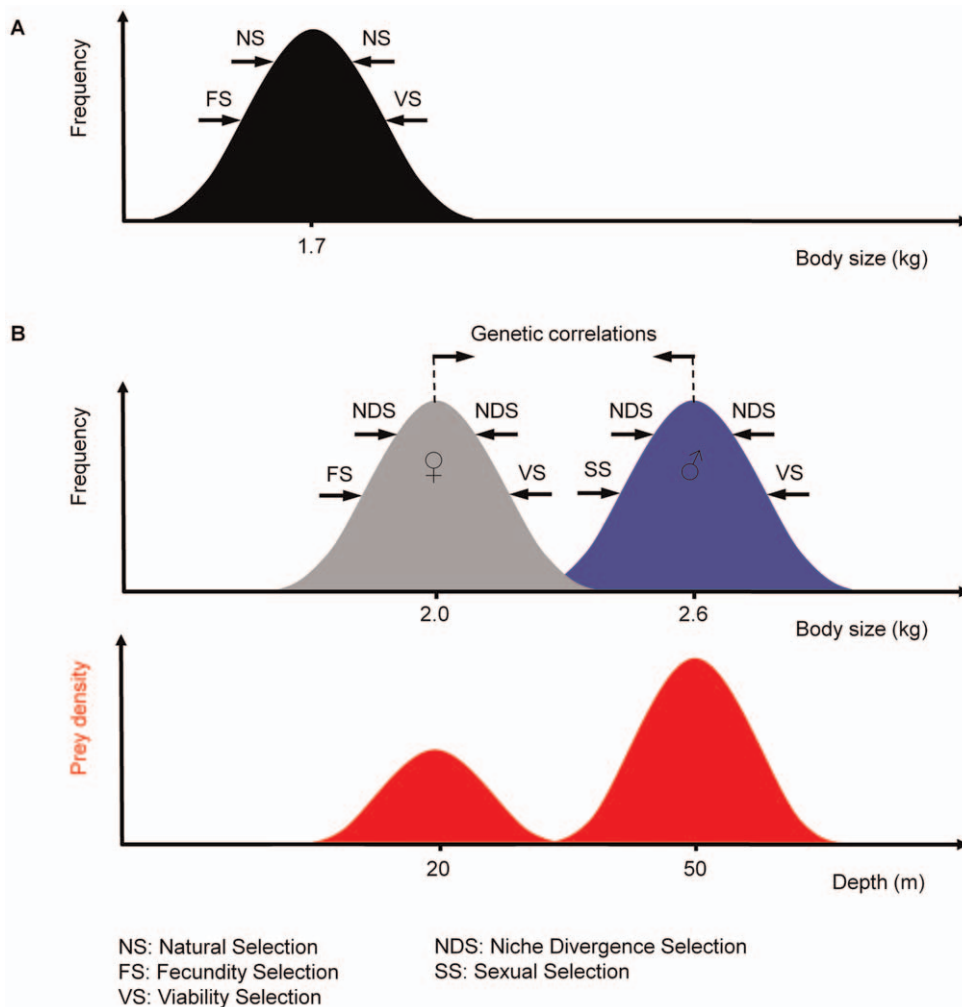 A
Frequency
NS NS
FS VS
1.7
Body size (kg)
B
Genetic correlations
Frequency
NDS NDS NDS NDS
FS VS SS VS
♀ ♂
2.0 2.6
Body size (kg)
Prey density
20 50
Depth (m)
NS: Natural Selection
FS: Fecundity Selection
VS: Viability Selection
NDS: Niche Divergence Selection
SS: Sexual Selection